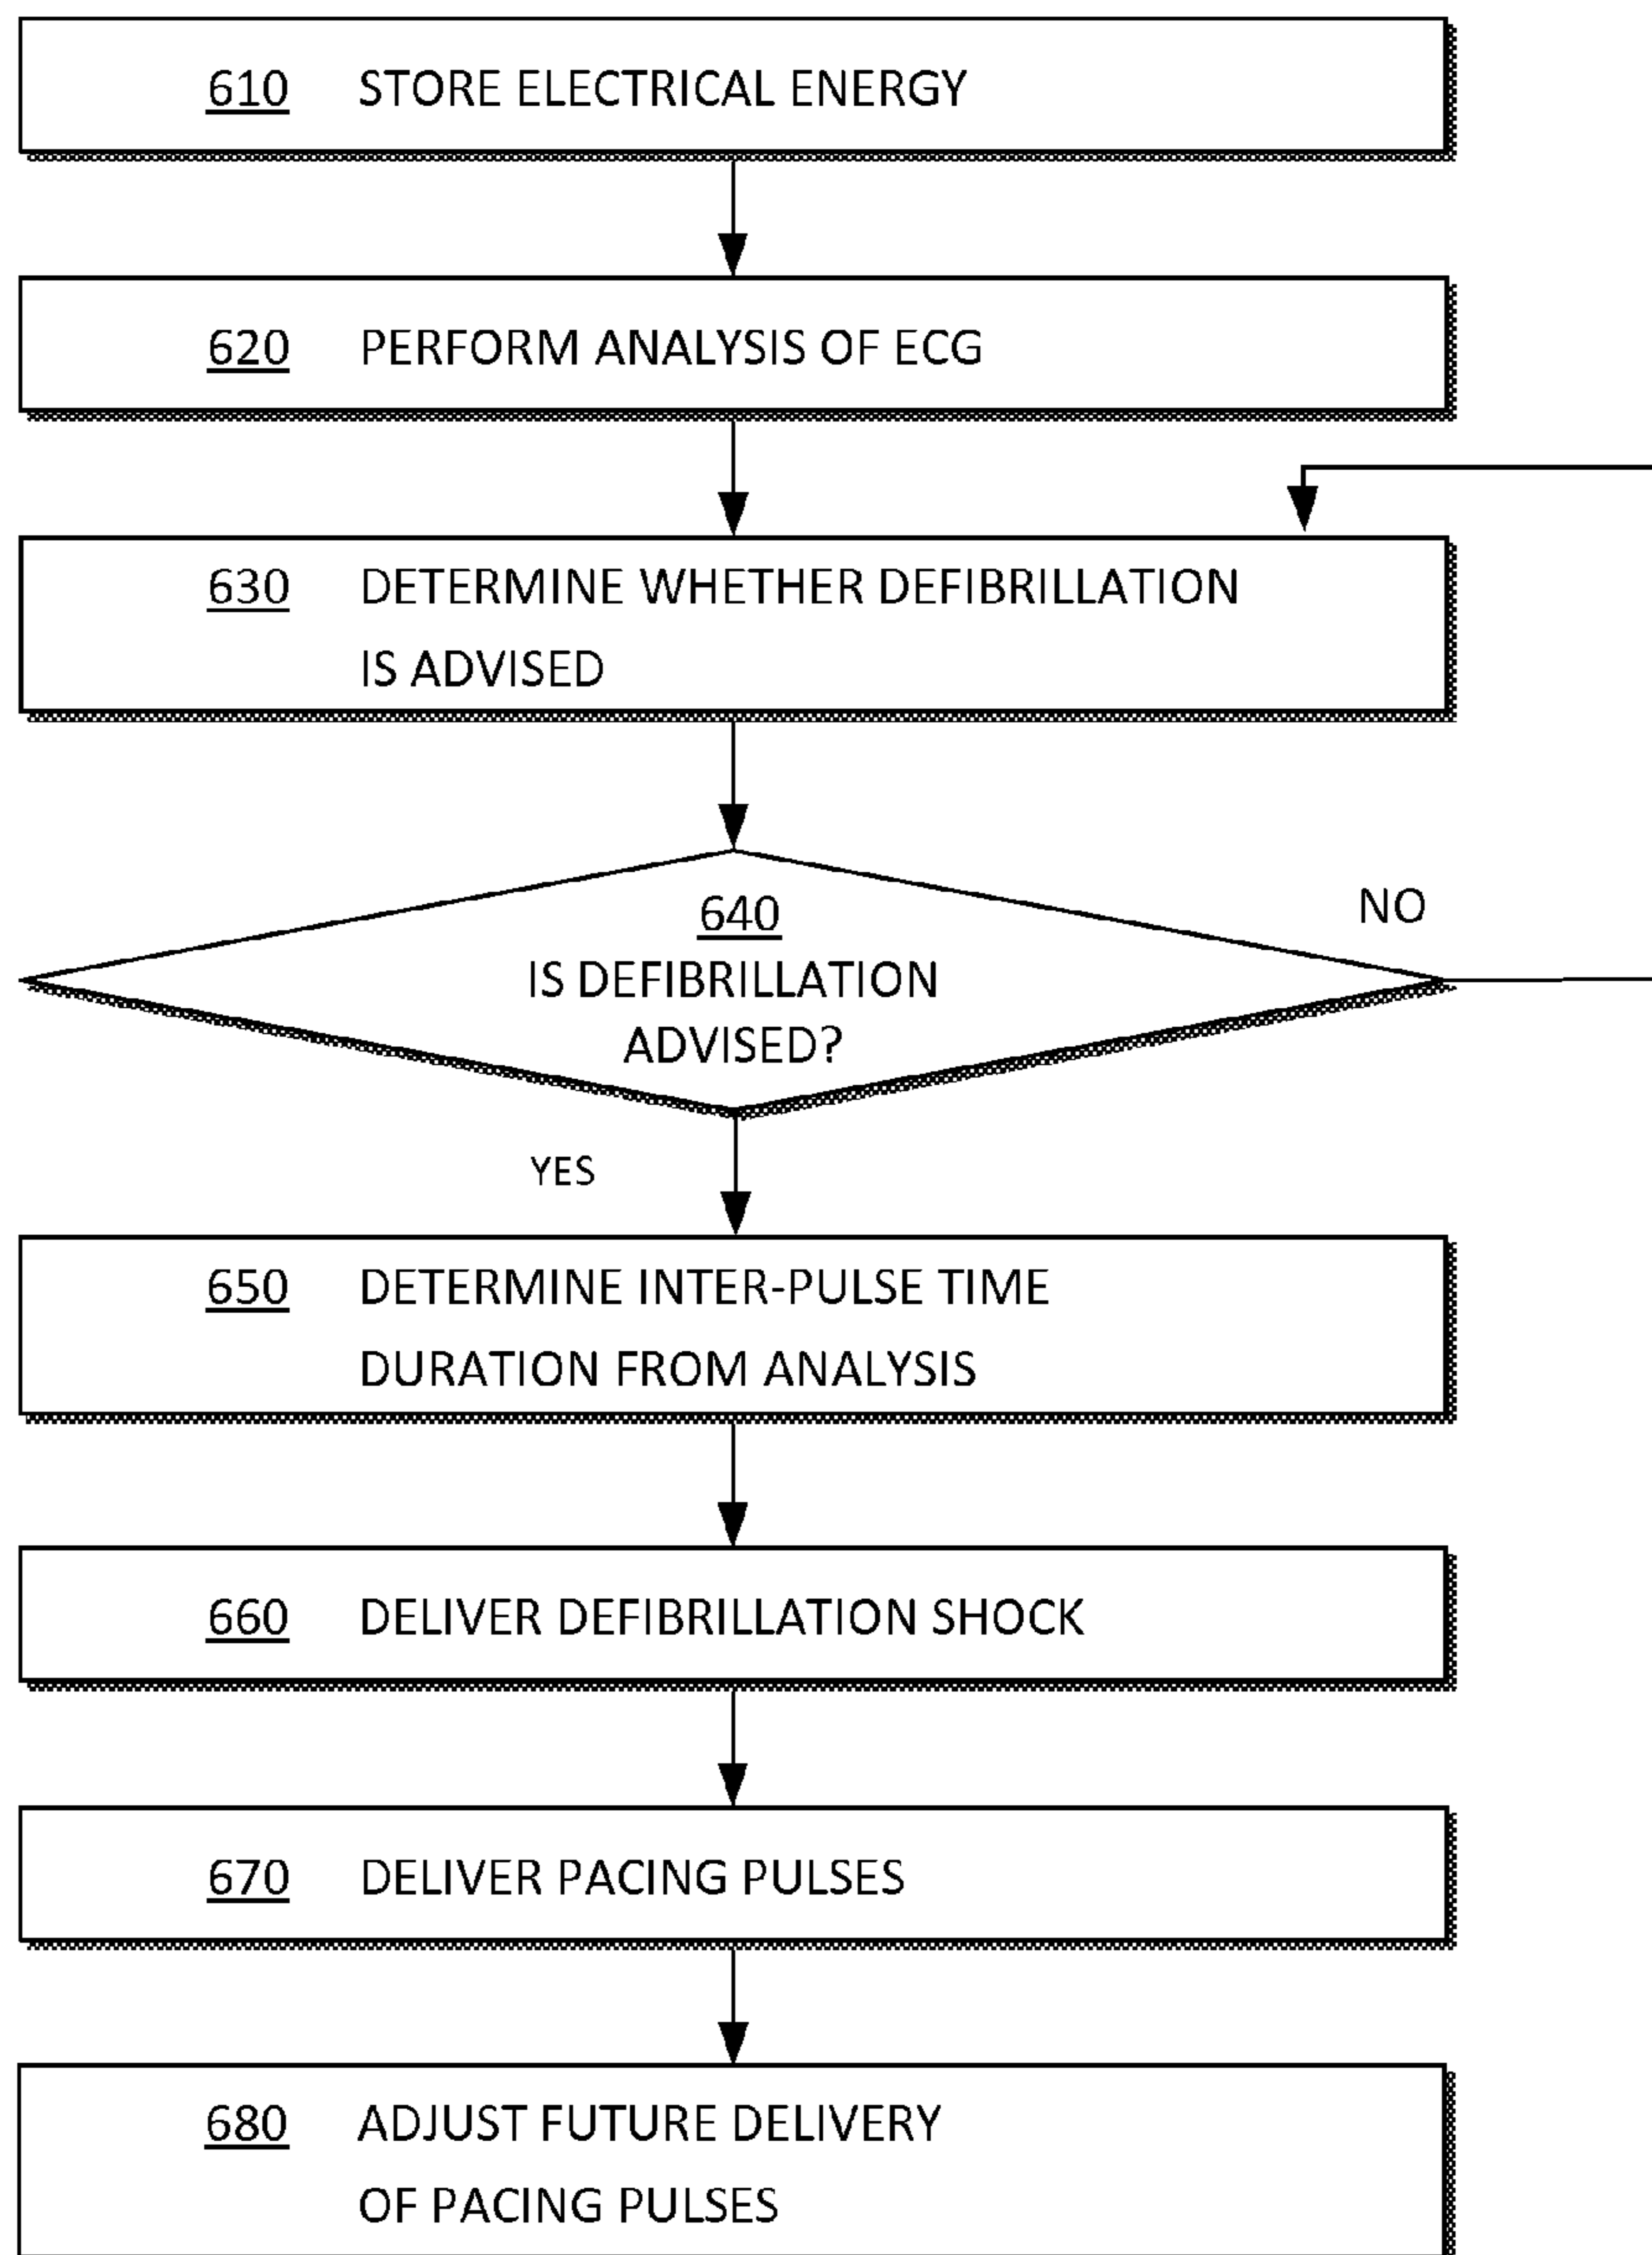 610 STORE ELECTRICAL ENERGY
620 PERFORM ANALYSIS OF ECG
630 DETERMINE WHETHER DEFIBRILLATION
IS ADVISED
640
IS DEFIBRILLATION
ADVISED?
NO
YES
650 DETERMINE INTER-PULSE TIME
DURATION FROM ANALYSIS
660 DELIVER DEFIBRILLATION SHOCK
670 DELIVER PACING PULSES
680 ADJUST FUTURE DELIVERY
OF PACING PULSES